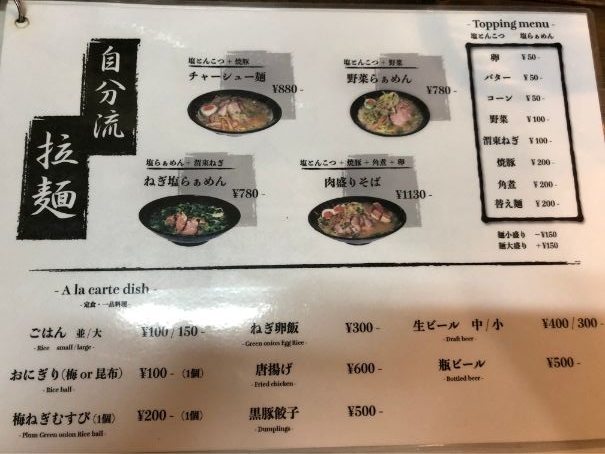 自分流
拉麺
塩とんこつ + 焼豚
チャーシュー麺
¥880-
塩とんこつ + 野菜
野菜らぁめん
¥780-
塩らぁめん + 渭東ねぎ
ねぎ塩らぁめん
¥780-
塩とんこつ + 焼豚 + 角煮 + 卵
肉盛りそば
¥1130-
- Topping menu -
塩とんこつ 塩らぁめん
卵 ¥50-
バター ¥50-
コーン ¥50-
野菜 ¥100-
渭東ねぎ ¥100-
焼豚 ¥200-
角煮 ¥200-
替え麺 ¥200-
麺小盛り -¥150
麺大盛り +¥150
- A la carte dish -
- 定食・一品料理 -
ごはん 並/大 ¥100/150-
- Rice small / large -
おにぎり(梅 or 昆布) ¥100-(1個)
- Rice ball -
梅ねぎむすび(1個) ¥200-(1個)
- Plum Green onion Rice ball -
ねぎ卵飯 ¥300-
- Green onion Egg Rice -
唐揚げ ¥600-
- Fried chicken -
黒豚餃子 ¥500-
- Dumplings -
生ビール 中/小 ¥400/300-
- Draft beer -
瓶ビール ¥500-
- Bottled beer -